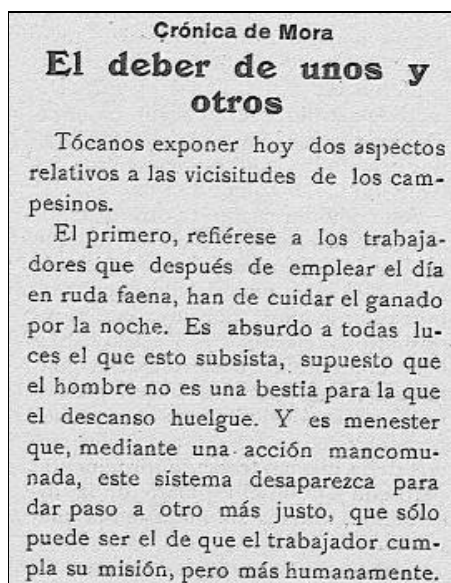 Crónica de Mora
El deber de unos y
otros
Tócanos exponer hoy dos aspectos
relativos a las vicisitudes de los cam-
pesinos.
El primero, refiérese a los trabaja-
dores que después de emplear el día
en ruda faena, han de cuidar el ganado
por la noche. Es absurdo a todas lu-
ces el que esto subsista, supuesto que
el hombre no es una bestia para la que
el descanso huelgue. Y es menester
que, mediante una acción mancomu-
nada, este sistema desaparezca para
dar paso a otro más justo, que sólo
puede ser el de que el trabajador cum-
pla su misión, pero más humanamente.